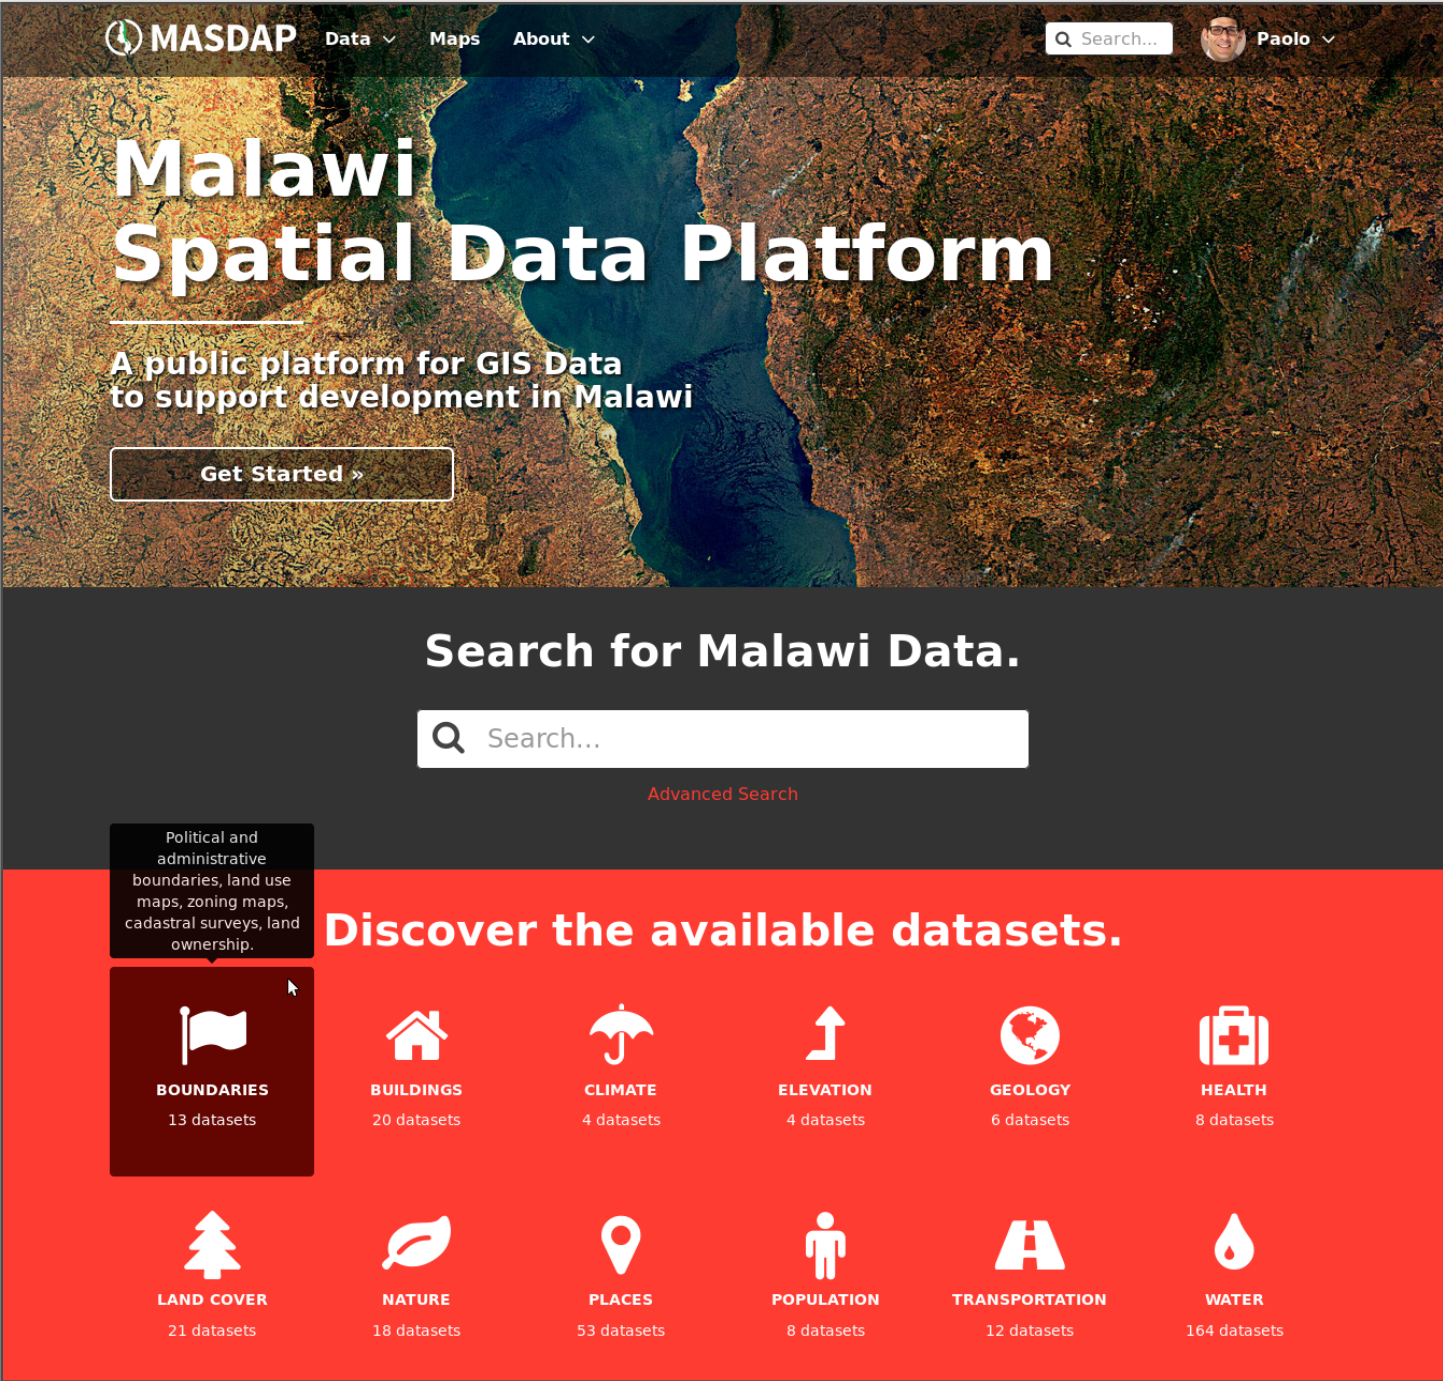 MASDAP Data Maps About Search... Paolo
Malawi
Spatial Data Platform
A public platform for GIS Data
to support development in Malawi
Get Started »
Search for Malawi Data.
Search...
Advanced Search
Political and
administrative
boundaries, land use
maps, zoning maps,
cadastral surveys, land
ownership.
Discover the available datasets.
BOUNDARIES BUILDINGS CLIMATE ELEVATION GEOLOGY HEALTH
13 datasets 20 datasets 4 datasets 4 datasets 6 datasets 8 datasets
LAND COVER NATURE PLACES POPULATION TRANSPORTATION WATER
21 datasets 18 datasets 53 datasets 8 datasets 12 datasets 164 datasets